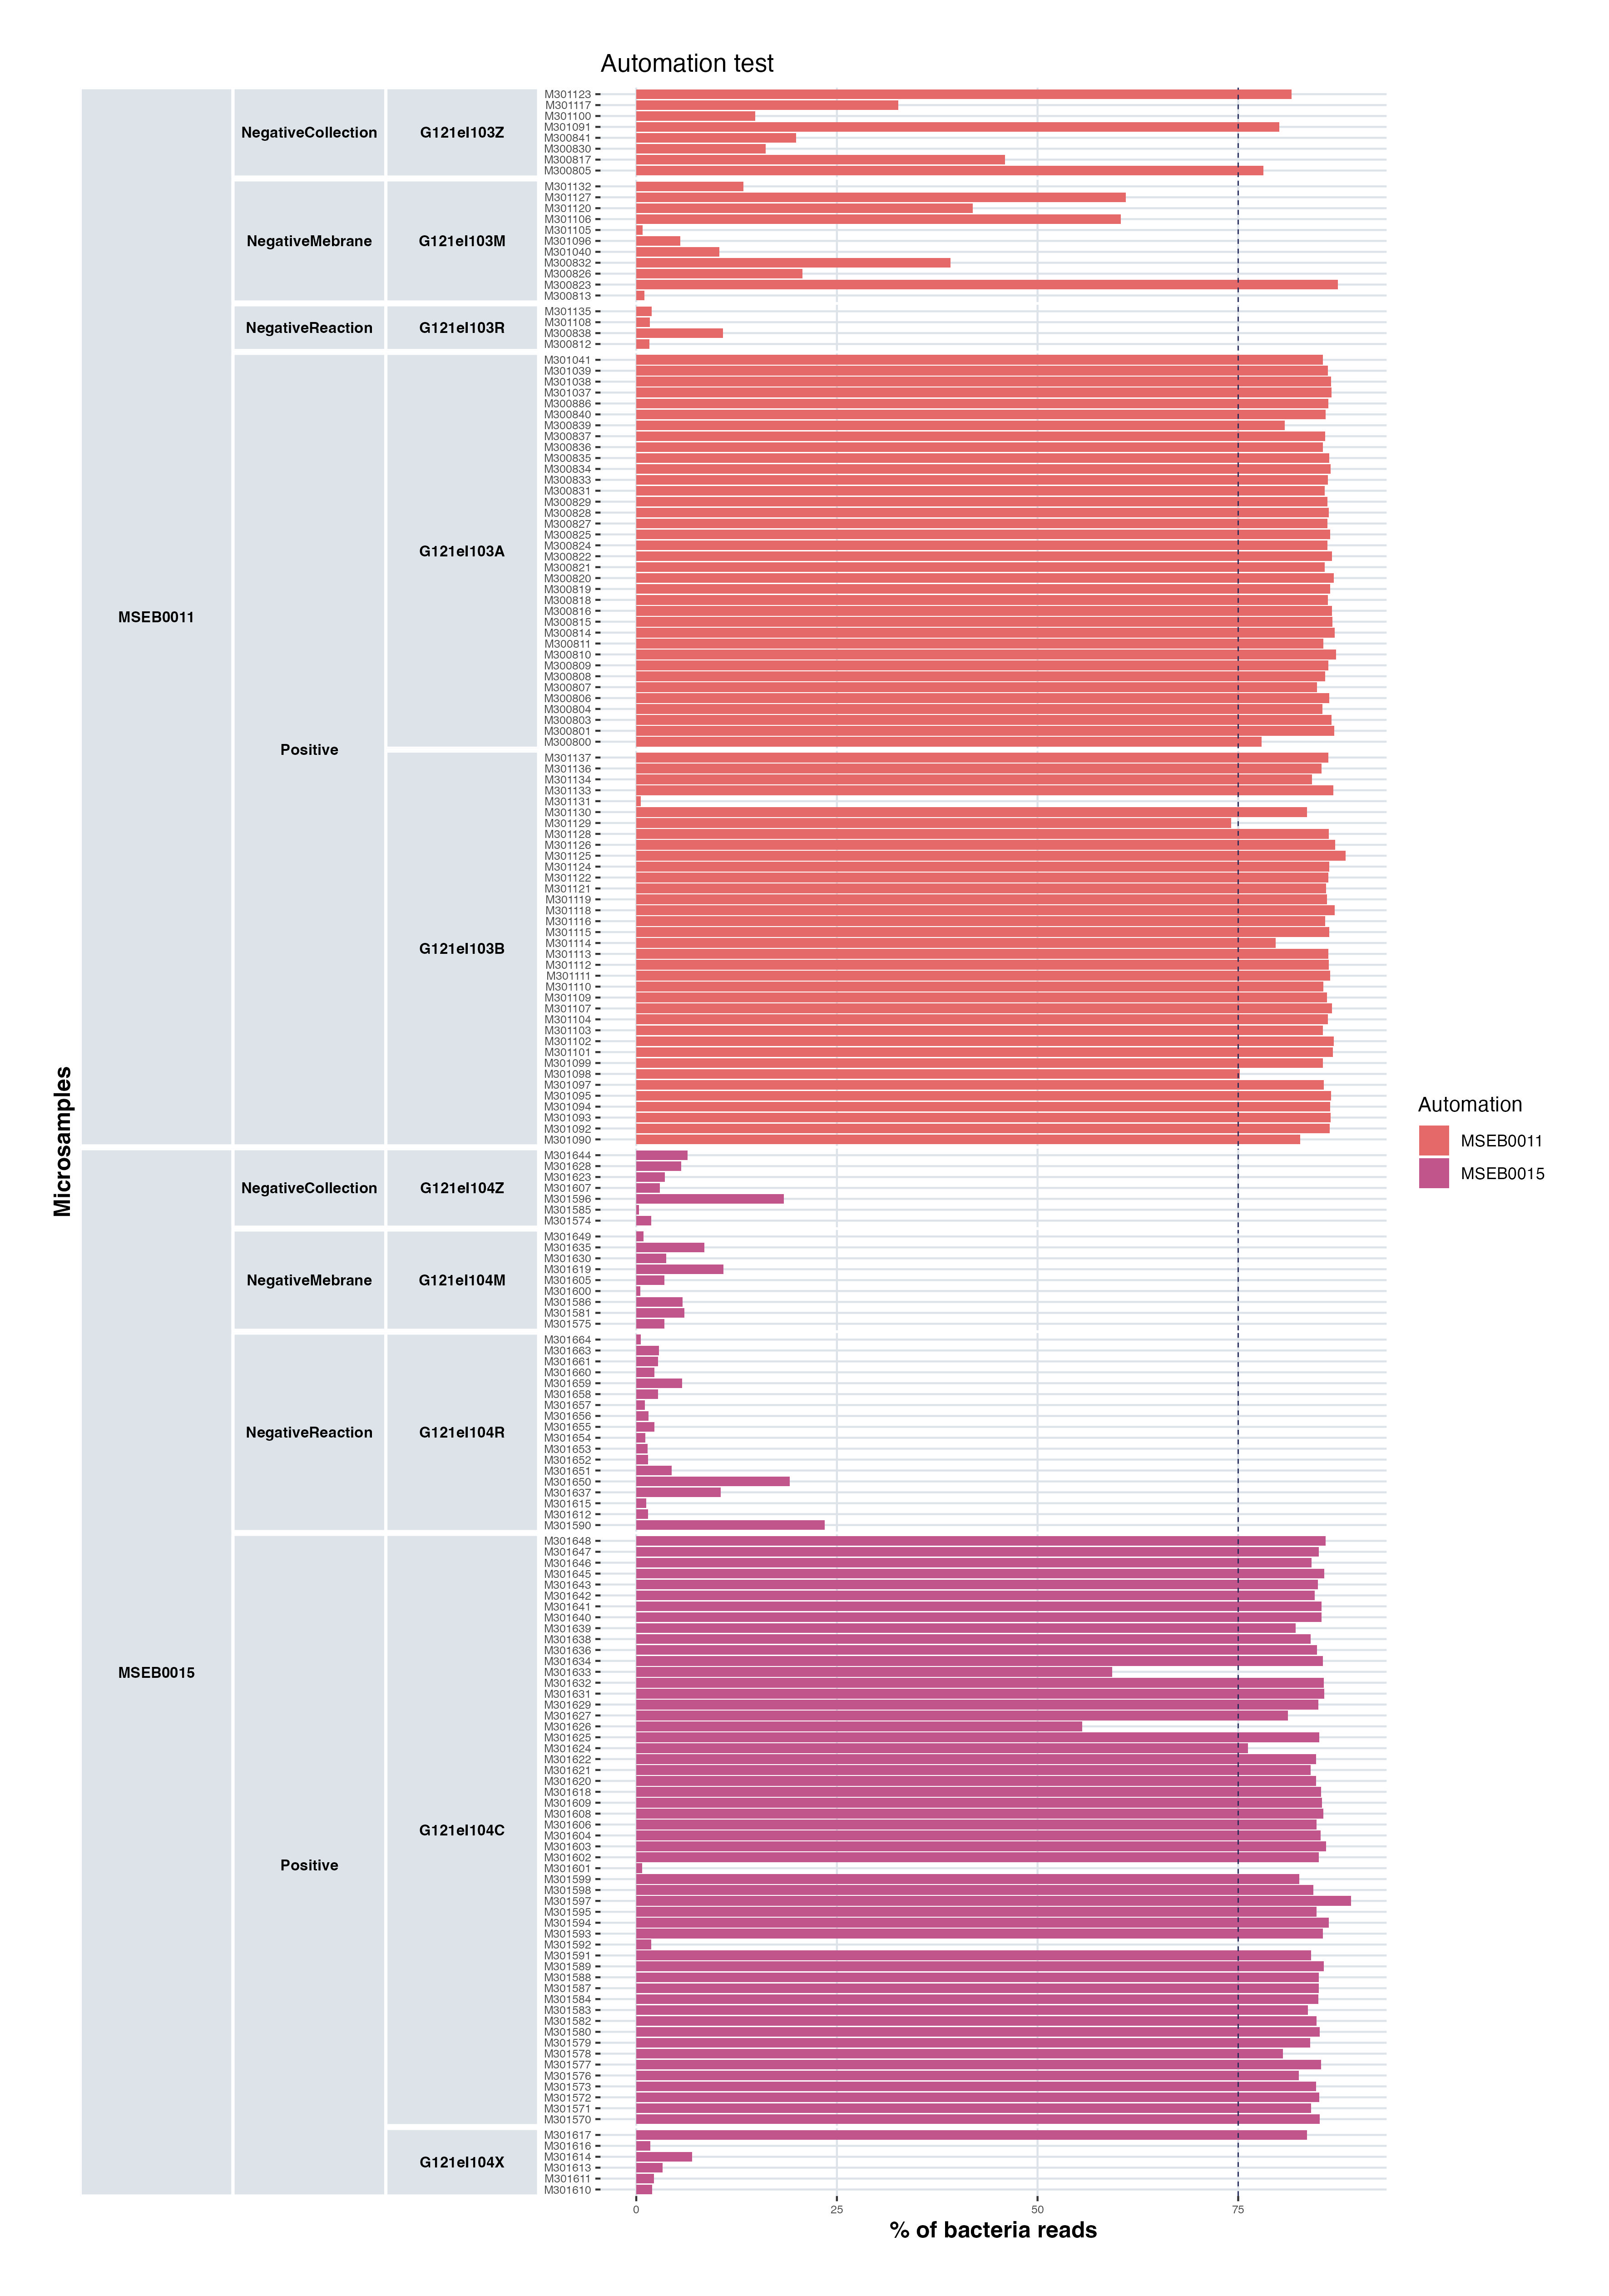 Automation test
MSEB0011
NegativeCollection
G121eI103Z
M301123
M301117
M301100
M301091
M300841
M300830
M300817
M300805
NegativeMebrane
G121eI103M
M301132
M301127
M301120
M301106
M301105
M301096
M301040
M300832
M300826
M300823
M300813
NegativeReaction
G121eI103R
M301135
M301108
M300838
M300812
Positive
G121eI103A
M301041
M301039
M301038
M301037
M300886
M300840
M300839
M300837
M300836
M300835
M300834
M300833
M300831
M300829
M300828
M300827
M300825
M300824
M300822
M300821
M300820
M300819
M300818
M300816
M300815
M300814
M300811
M300810
M300809
M300808
M300807
M300806
M300804
M300803
M300801
M300800
G121eI103B
M301137
M301136
M301134
M301133
M301131
M301130
M301129
M301128
M301126
M301125
M301124
M301122
M301121
M301119
M301118
M301116
M301115
M301114
M301113
M301112
M301111
M301110
M301109
M301107
M301104
M301103
M301102
M301101
M301099
M301098
M301097
M301095
M301094
M301093
M301092
M301090
MSEB0015
NegativeCollection
G121eI104Z
M301644
M301628
M301623
M301607
M301596
M301585
M301574
NegativeMebrane
G121eI104M
M301649
M301635
M301630
M301619
M301605
M301600
M301586
M301581
M301575
NegativeReaction
G121eI104R
M301664
M301663
M301661
M301660
M301659
M301658
M301657
M301656
M301655
M301654
M301653
M301652
M301651
M301650
M301637
M301615
M301612
M301590
Positive
G121eI104C
M301648
M301647
M301646
M301645
M301643
M301642
M301641
M301640
M301639
M301638
M301636
M301634
M301633
M301632
M301631
M301629
M301627
M301626
M301625
M301624
M301622
M301621
M301620
M301618
M301609
M301608
M301606
M301604
M301603
M301602
M301601
M301599
M301598
M301597
M301595
M301594
M301593
M301592
M301591
M301589
M301588
M301587
M301584
M301583
M301582
M301580
M301579
M301578
M301577
M301576
M301573
M301572
M301571
M301570
G121eI104X
M301617
M301616
M301614
M301613
M301611
M301610
0 25 50 75
% of bacteria reads
Microsamples
Automation
MSEB0011
MSEB0015